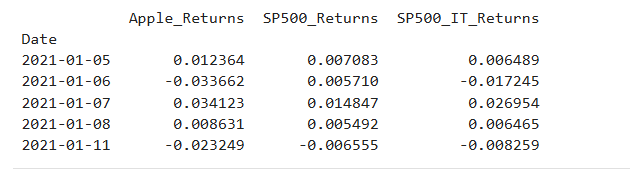 Apple_Returns SP500_Returns SP500_IT_Returns
Date
2021-01-05 0.012364 0.007083 0.006489
2021-01-06 -0.033662 0.005710 -0.017245
2021-01-07 0.034123 0.014847 0.026954
2021-01-08 0.008631 0.005492 0.006465
2021-01-11 -0.023249 -0.006555 -0.008259